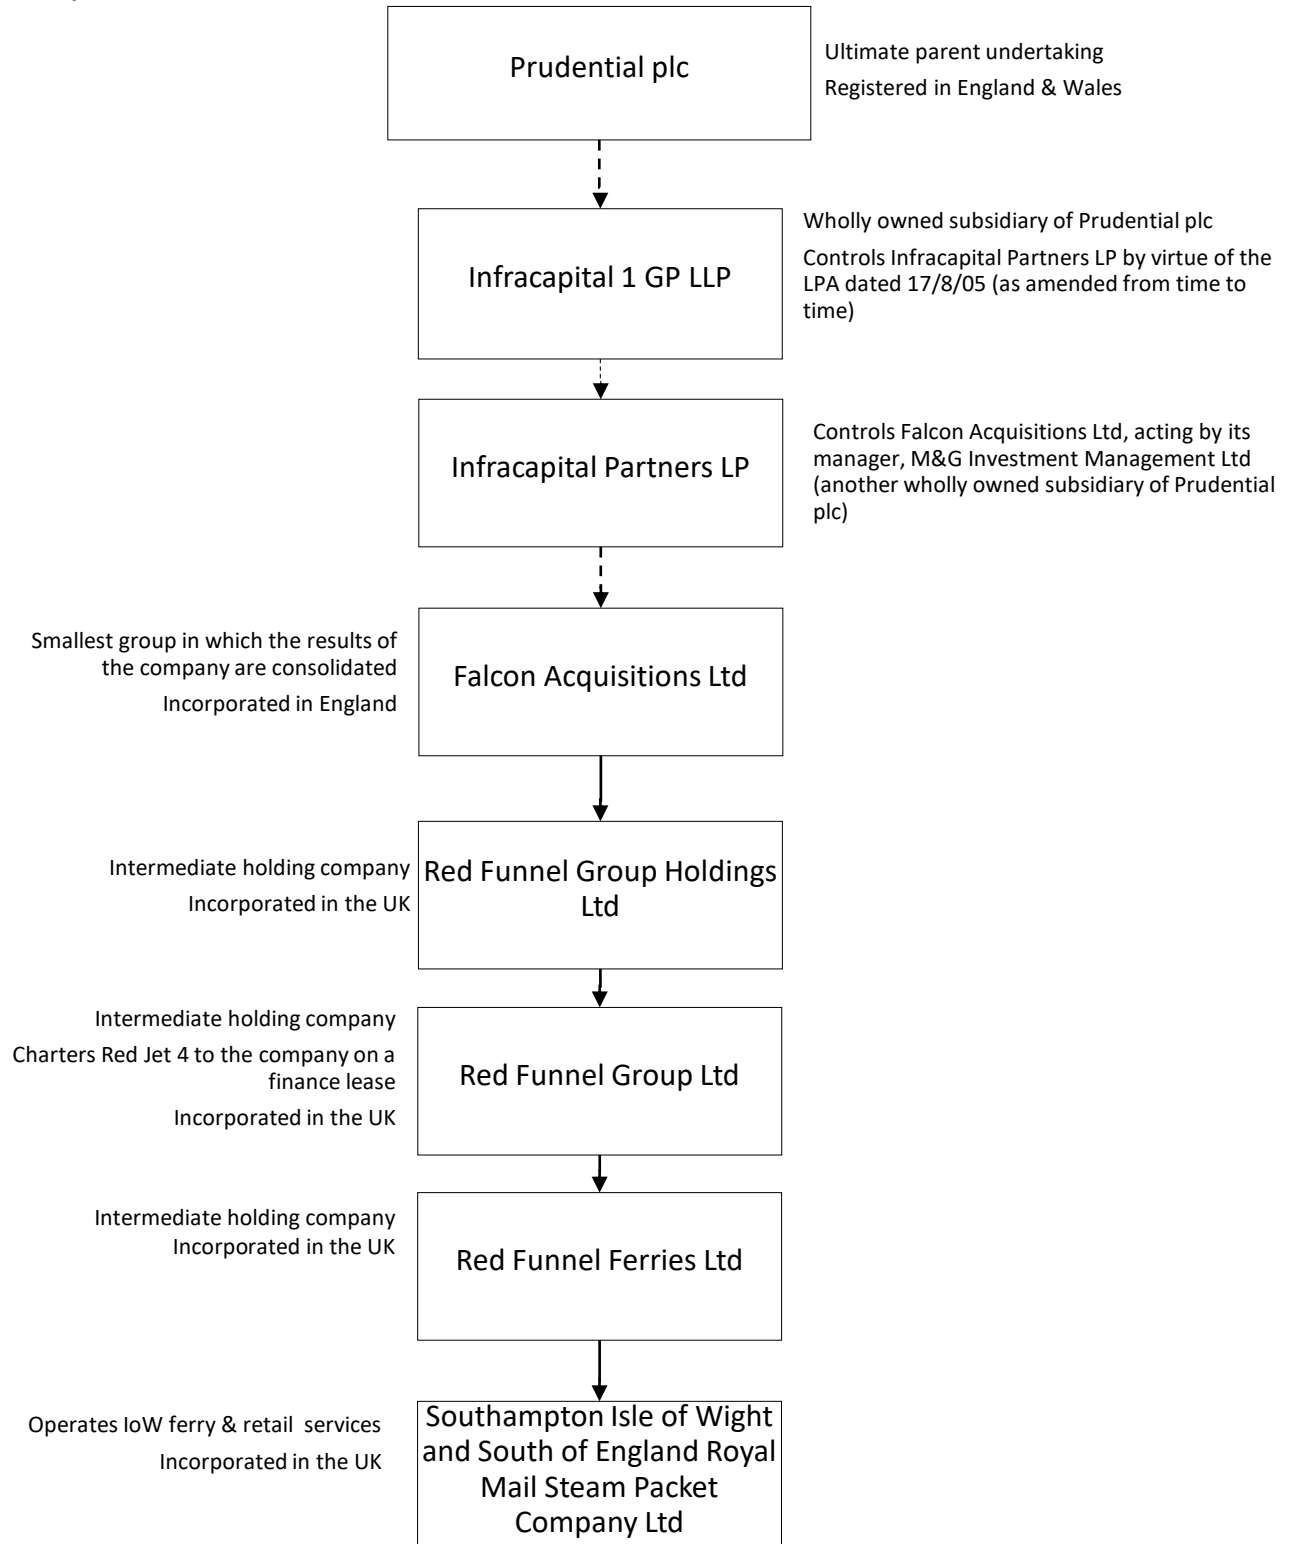 Prudential plc
Ultimate parent undertaking
Registered in England & Wales
Infracapital 1 GP LLP
Wholly owned subsidiary of Prudential plc
Controls Infracapital Partners LP by virtue of the
LPA dated 17/8/05 (as amended from time to
time)
Infracapital Partners LP
Controls Falcon Acquisitions Ltd, acting by its
manager, M&G Investment Management Ltd
(another wholly owned subsidiary of Prudential
plc)
Smallest group in which the results of
the company are consolidated
Incorporated in England
Falcon Acquisitions Ltd
Intermediate holding company
Incorporated in the UK
Red Funnel Group Holdings
Ltd
Intermediate holding company
Charters Red Jet 4 to the company on a
finance lease
Incorporated in the UK
Red Funnel Group Ltd
Intermediate holding company
Incorporated in the UK
Red Funnel Ferries Ltd
Operates IoW ferry & retail  services
Incorporated in the UK
Southampton Isle of Wight
and South of England Royal
Mail Steam Packet
Company Ltd